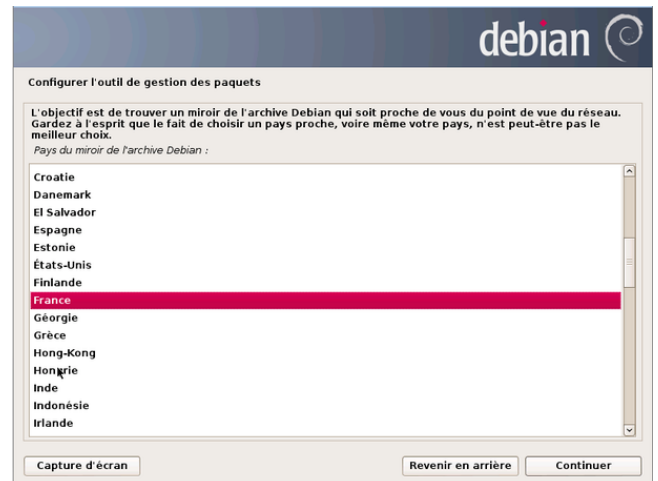 debian
Configurer l'outil de gestion des paquets
L'objectif est de trouver un miroir de l'archive Debian qui soit proche de vous du point de vue du réseau.
Gardez à l'esprit que le fait de choisir un pays proche, voire même votre pays, n'est peut-être pas le
meilleur choix.
Pays du miroir de l'archive Debian :
Croatie
Danemark
El Salvador
Espagne
Estonie
États-Unis
Finlande
France
Géorgie
Grèce
Hong-Kong
Hongrie
Inde
Indonésie
Irlande
Capture d'écran
Revenir en arrière
Continuer